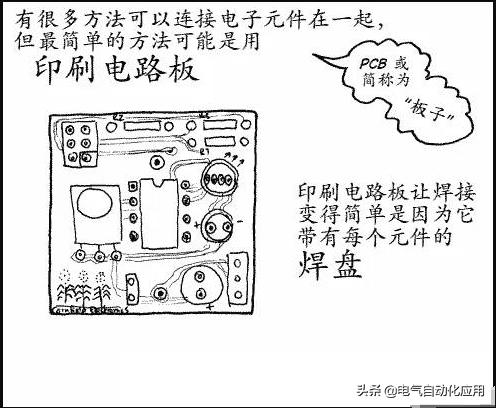 有很多方法可以连接电子元件在一起，
但最简单的方法可能是用
印刷电路板
PCB 或
简称为
“板子”
R2
R1
+
-
+
印刷电路板让焊接
变得简单是因为它
带有每个元件的
焊盘
头条 @电气自动化应用